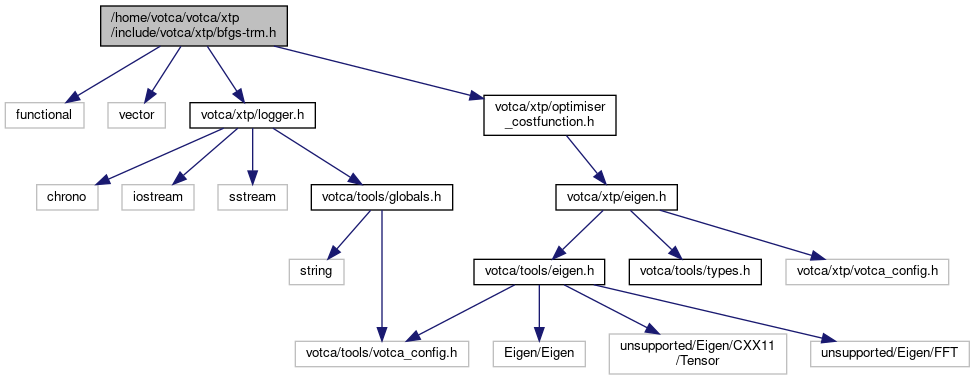 /home/votca/votca/xtp
/include/votca/xtp/bfgs-trm.h
functional
vector
votca/xtp/logger.h
votca/xtp/optimiser
_costfunction.h
chrono
iostream
sstream
votca/tools/globals.h
votca/xtp/eigen.h
string
votca/tools/eigen.h
votca/tools/types.h
votca/xtp/votca_config.h
votca/tools/votca_config.h
Eigen/Eigen
unsupported/Eigen/CXX11
/Tensor
unsupported/Eigen/FFT